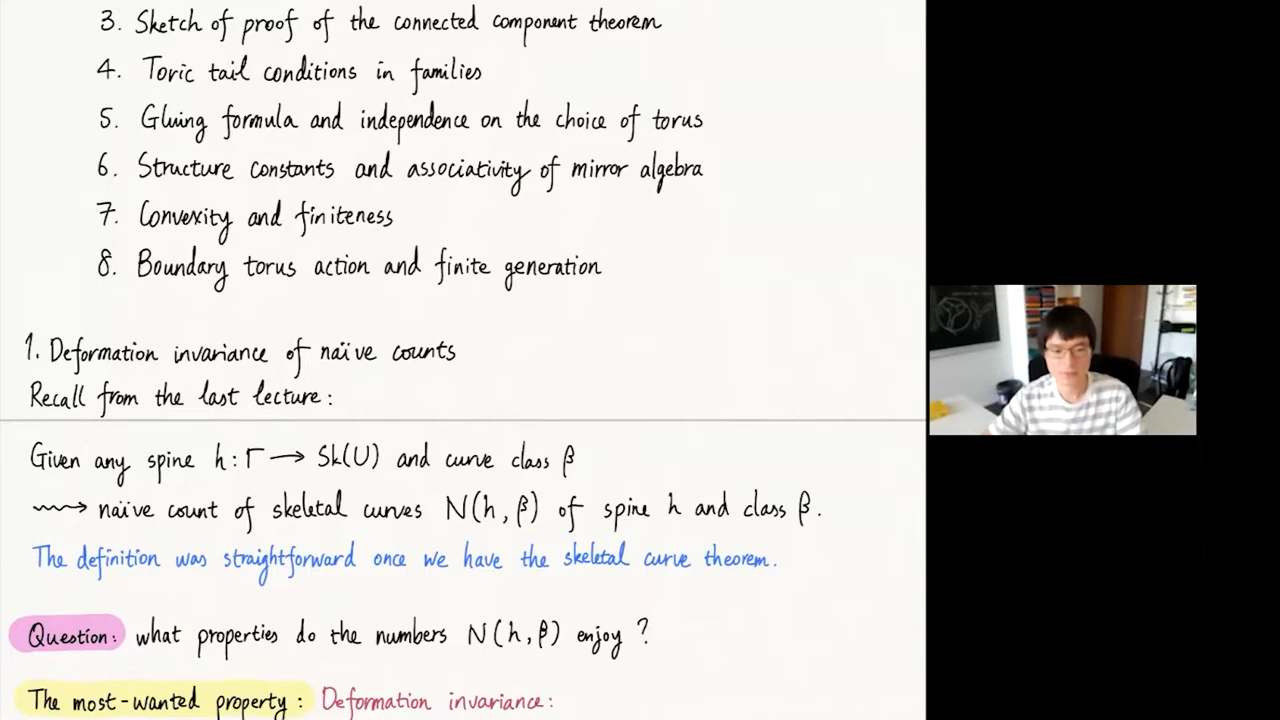 3. Sketch of proof of the connected component theorem
4. Toric tail conditions in families
5. Gluing formula and independence on the choice of torus
6. Structure constants and associativity of mirror algebra
7. Convexity and finiteness
8. Boundary torus action and finite generation
1. Deformation invariance of naïve counts
Recall from the last lecture:
Given any spine h: Γ ⟶ Sk(U) and curve class β
⇝ naïve count of skeletal curves N(h, β) of spine h and class β.
The definition was straightforward once we have the skeletal curve theorem.
Question: what properties do the numbers N(h, β) enjoy ?
The most-wanted property: Deformation invariance: